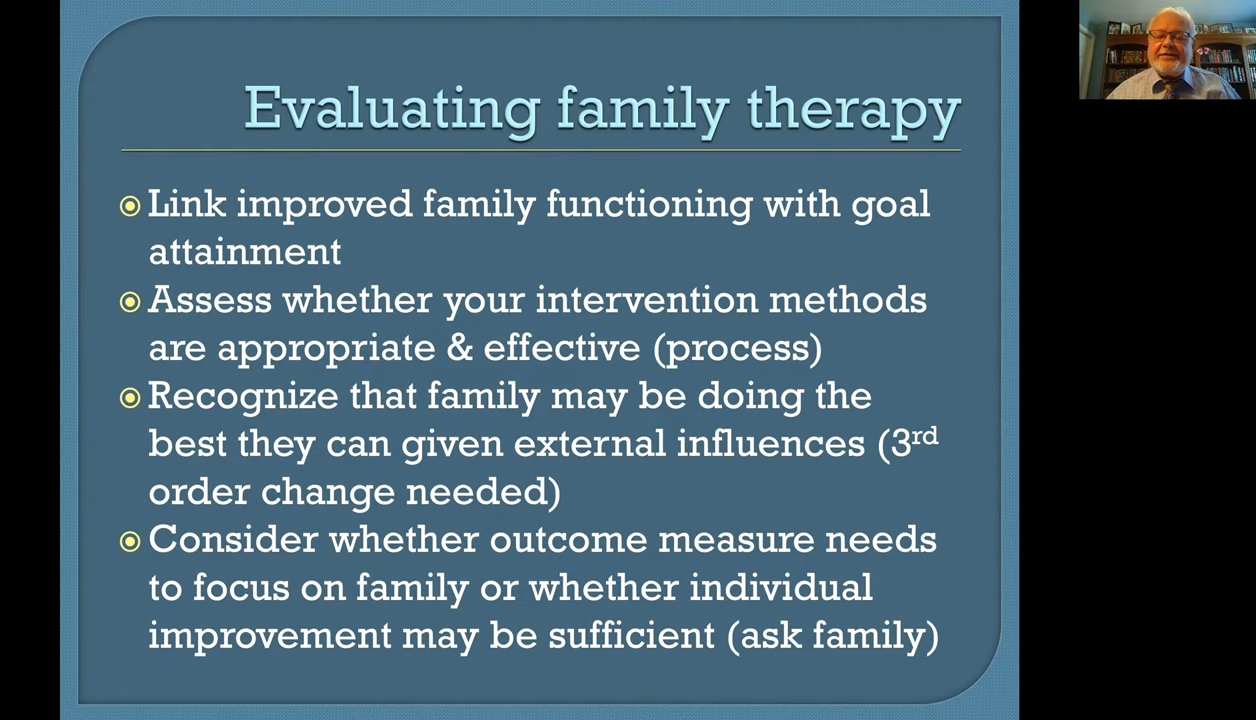 Evaluating family therapy
Link improved family functioning with goal
attainment
Assess whether your intervention methods
are appropriate & effective (process)
Recognize that family may be doing the
best they can given external influences (3rd
order change needed)
Consider whether outcome measure needs
to focus on family or whether individual
improvement may be sufficient (ask family)